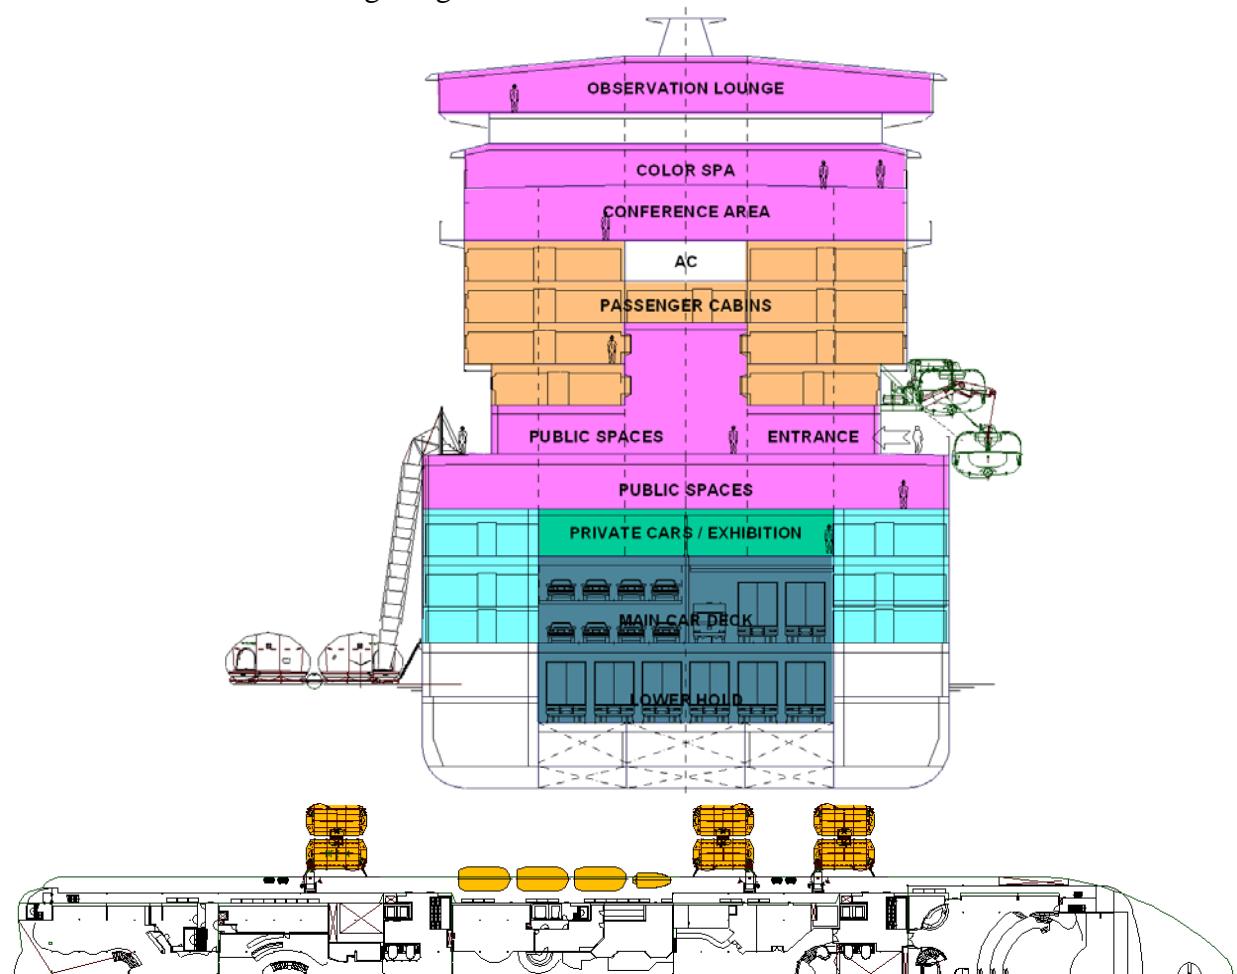 OBSERVATION LOUNGE
COLOR SPA
CONFERENCE AREA
AC
PASSENGER CABINS
PUBLIC SPACES
ENTRANCE
PUBLIC SPACES
PRIVATE CARS / EXHIBITION
MAIN CAR DECK
LOWER HOLD